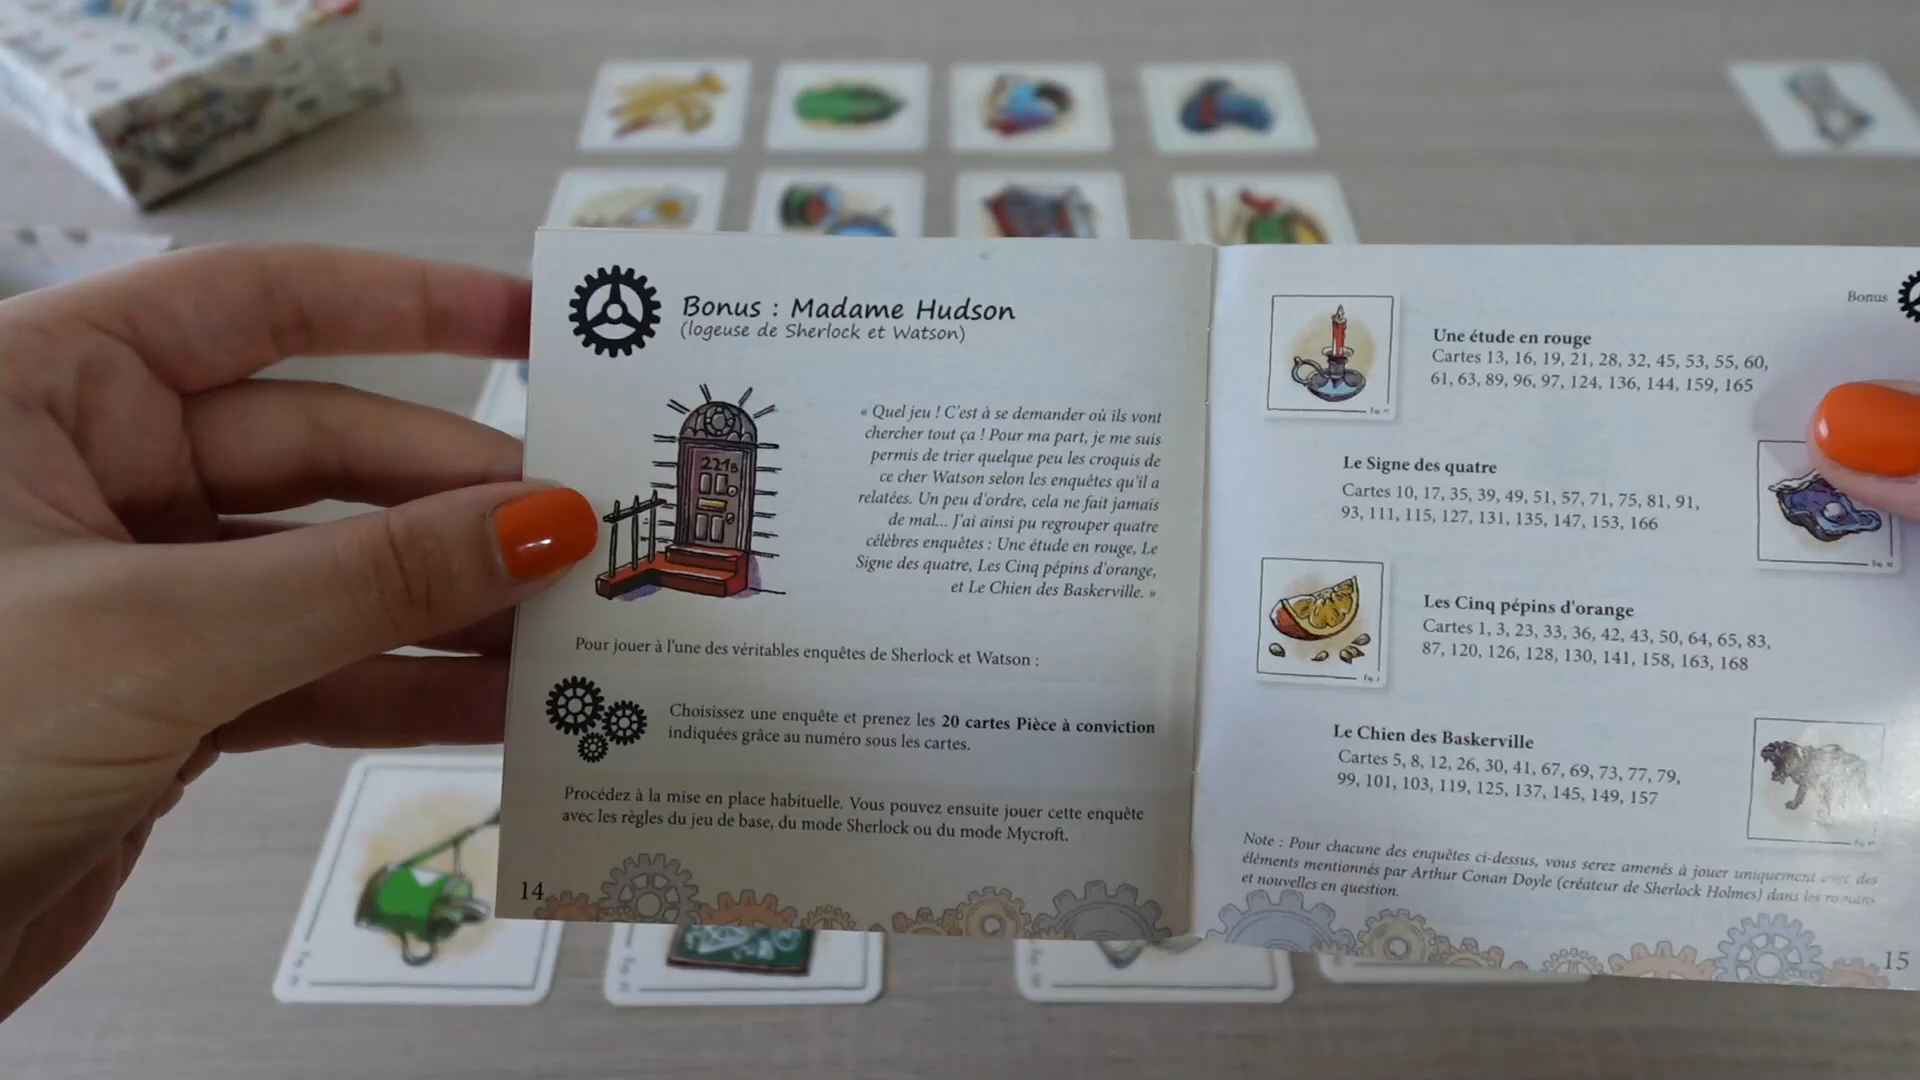 Bonus : Madame Hudson
(logeuse de Sherlock et Watson)
221B
« Quel jeu ! C'est à se demander où ils vont
chercher tout ça ! Pour ma part, je me suis
permis de trier quelque peu les croquis de
ce cher Watson selon les enquêtes qu'il a
relatées. Un peu d'ordre, cela ne fait jamais
de mal... J'ai ainsi pu regrouper quatre
célèbres enquêtes : Une étude en rouge, Le
Signe des quatre, Les Cinq pépins d'orange,
et Le Chien des Baskerville. »
Pour jouer à l'une des véritables enquêtes de Sherlock et Watson :
Choisissez une enquête et prenez les 20 cartes Pièce à conviction
indiquées grâce au numéro sous les cartes.
Procédez à la mise en place habituelle. Vous pouvez ensuite jouer cette enquête
avec les règles du jeu de base, du mode Sherlock ou du mode Mycroft.
14
Bonus
Une étude en rouge
Cartes 13, 16, 19, 21, 28, 32, 45, 53, 55, 60,
61, 63, 89, 96, 97, 124, 136, 144, 159, 165
Le Signe des quatre
Cartes 10, 17, 35, 39, 49, 51, 57, 71, 75, 81, 91,
93, 111, 115, 127, 131, 135, 147, 153, 166
Les Cinq pépins d'orange
Cartes 1, 3, 23, 33, 36, 42, 43, 50, 64, 65, 83,
87, 120, 126, 128, 130, 141, 158, 163, 168
Le Chien des Baskerville
Cartes 5, 8, 12, 26, 30, 41, 67, 69, 73, 77, 79,
99, 101, 103, 119, 125, 137, 145, 149, 157
Note : Pour chacune des enquêtes ci-dessus, vous serez amenés à jouer uniquement avec des
éléments mentionnés par Arthur Conan Doyle (créateur de Sherlock Holmes) dans les romans
et nouvelles en question.
15